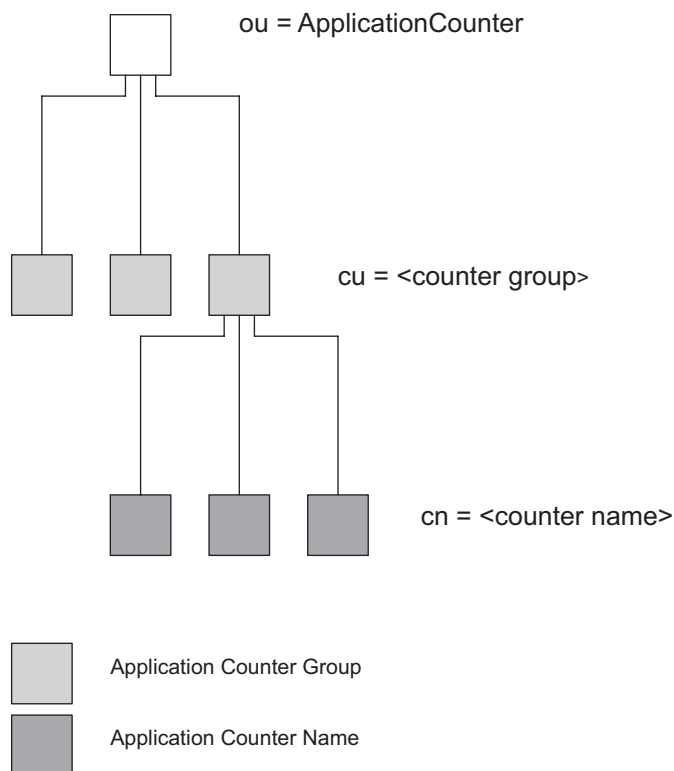 ou = ApplicationCounter
cu = <counter group>
cn = <counter name>
Application Counter Group
Application Counter Name